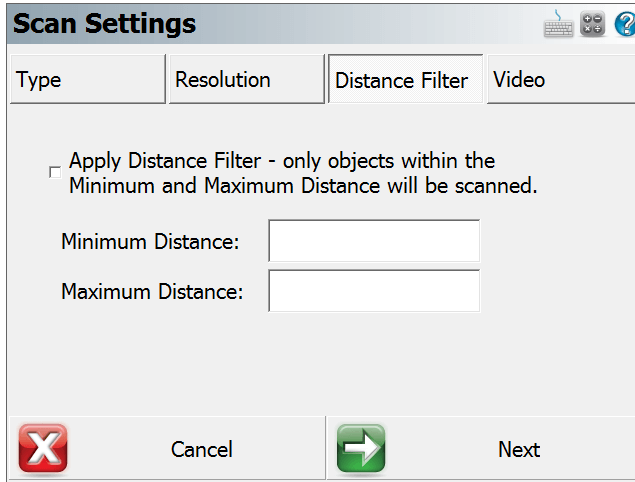 Scan Settings
Type
Resolution
Distance Filter
Video
Apply Distance Filter - only objects within the
Minimum and Maximum Distance will be scanned.
Minimum Distance:
Maximum Distance:
Cancel
Next